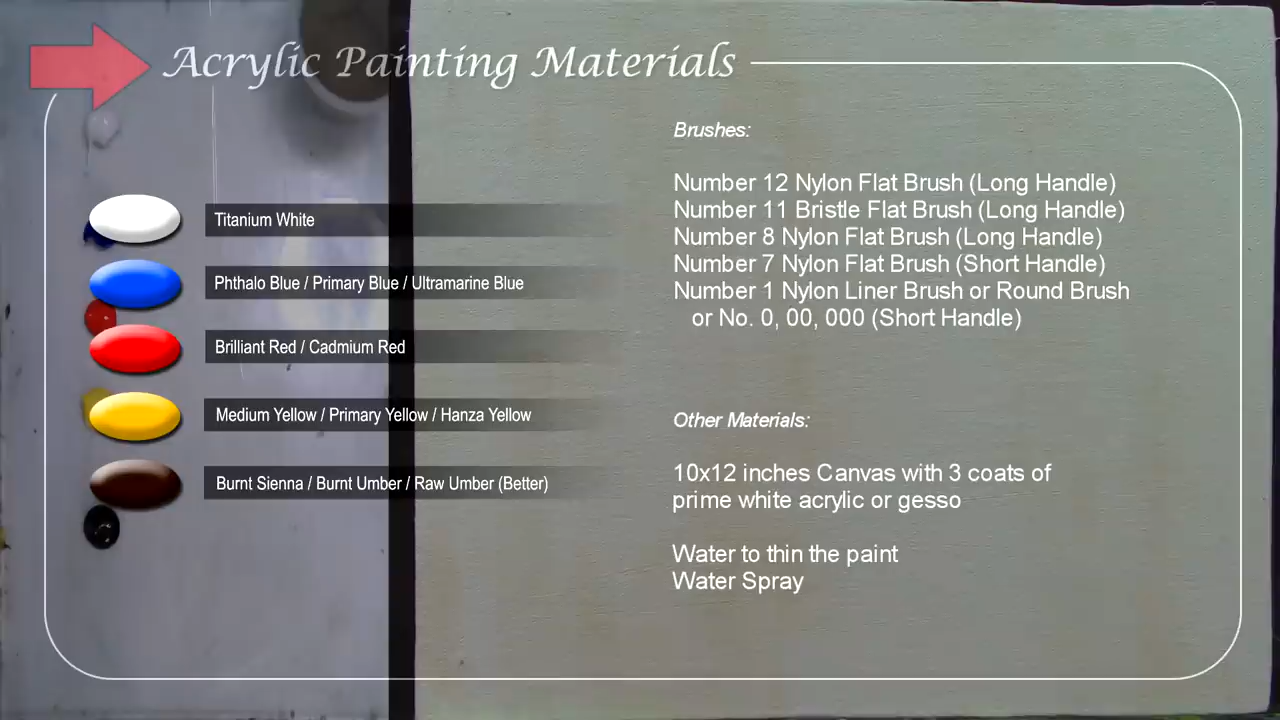 Acrylic Painting Materials
Titanium White
Phthalo Blue / Primary Blue / Ultramarine Blue
Brilliant Red / Cadmium Red
Medium Yellow / Primary Yellow / Hanza Yellow
Burnt Sienna / Burnt Umber / Raw Umber (Better)
Brushes:
Number 12 Nylon Flat Brush (Long Handle)
Number 11 Bristle Flat Brush (Long Handle)
Number 8 Nylon Flat Brush (Long Handle)
Number 7 Nylon Flat Brush (Short Handle)
Number 1 Nylon Liner Brush or Round Brush
or No. 0, 00, 000 (Short Handle)
Other Materials:
10x12 inches Canvas with 3 coats of
prime white acrylic or gesso
Water to thin the paint
Water Spray